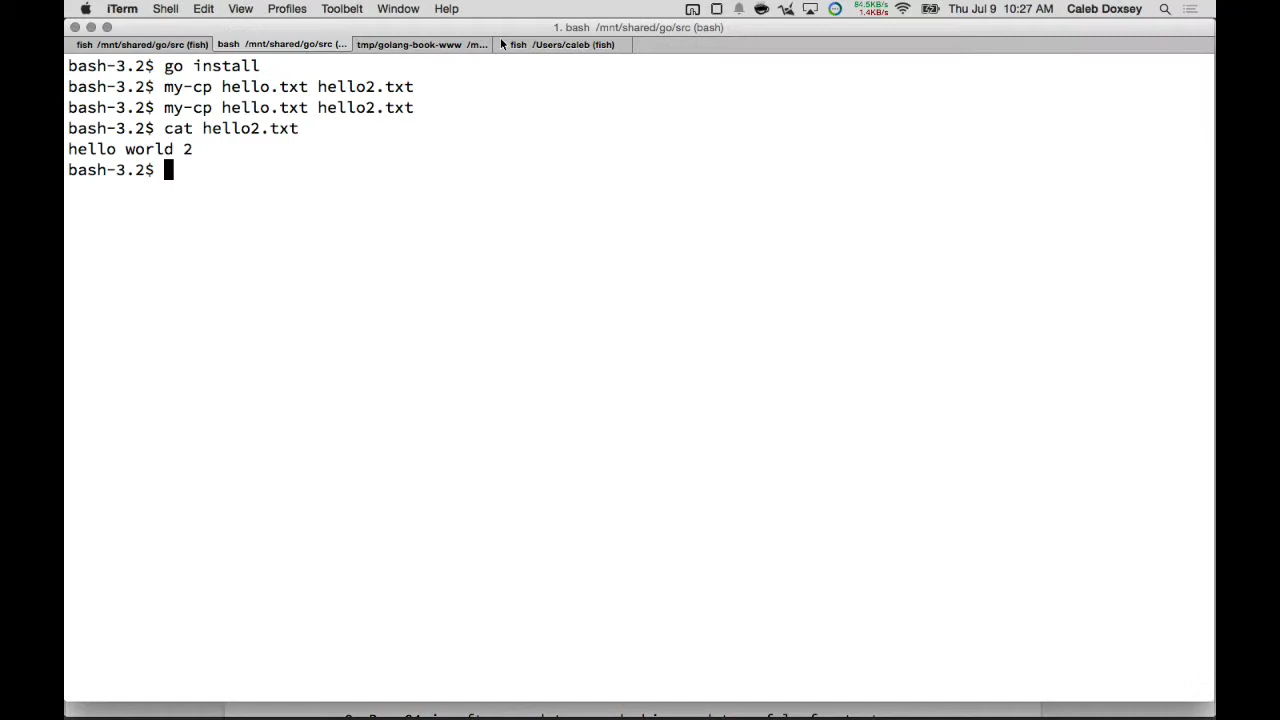 iTerm Shell Edit View Profiles Toolbelt Window Help 84.5KB/s 1.4KB/s Thu Jul 9 10:27 AM Caleb Doxsey
1. bash /mnt/shared/go/src (bash)
fish /mnt/shared/go/src (fish) bash /mnt/shared/go/src (... tmp/golang-book-www /m... fish /Users/caleb (fish)
bash-3.2$ go install
bash-3.2$ my-cp hello.txt hello2.txt
bash-3.2$ my-cp hello.txt hello2.txt
bash-3.2$ cat hello2.txt
hello world 2
bash-3.2$